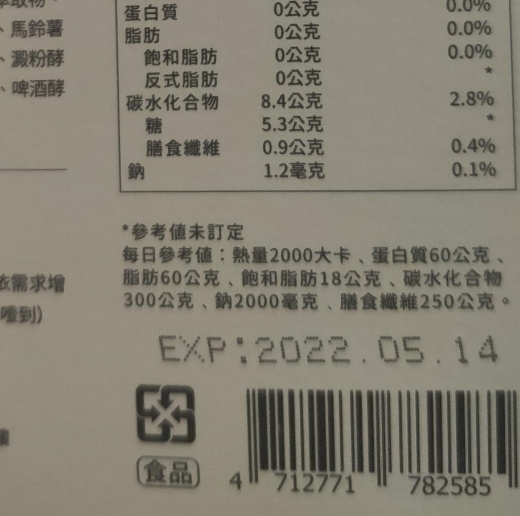 、馬鈴薯
、澱粉酵
、啤酒酵
蛋白質 0公克 0.0%
脂肪 0公克 0.0%
飽和脂肪 0公克 0.0%
反式脂肪 0公克 *
碳水化合物 8.4公克 2.8%
糖 5.3公克 *
膳食纖維 0.9公克 0.4%
鈉 1.2毫克 0.1%
*參考值未訂定
每日參考值：熱量2000大卡、蛋白質60公克、
脂肪60公克、飽和脂肪18公克、碳水化合物
300公克、鈉2000毫克、膳食纖維250公克。
依需求增
噎到)
EXP:2022.05.14
食品
4 712771 782585